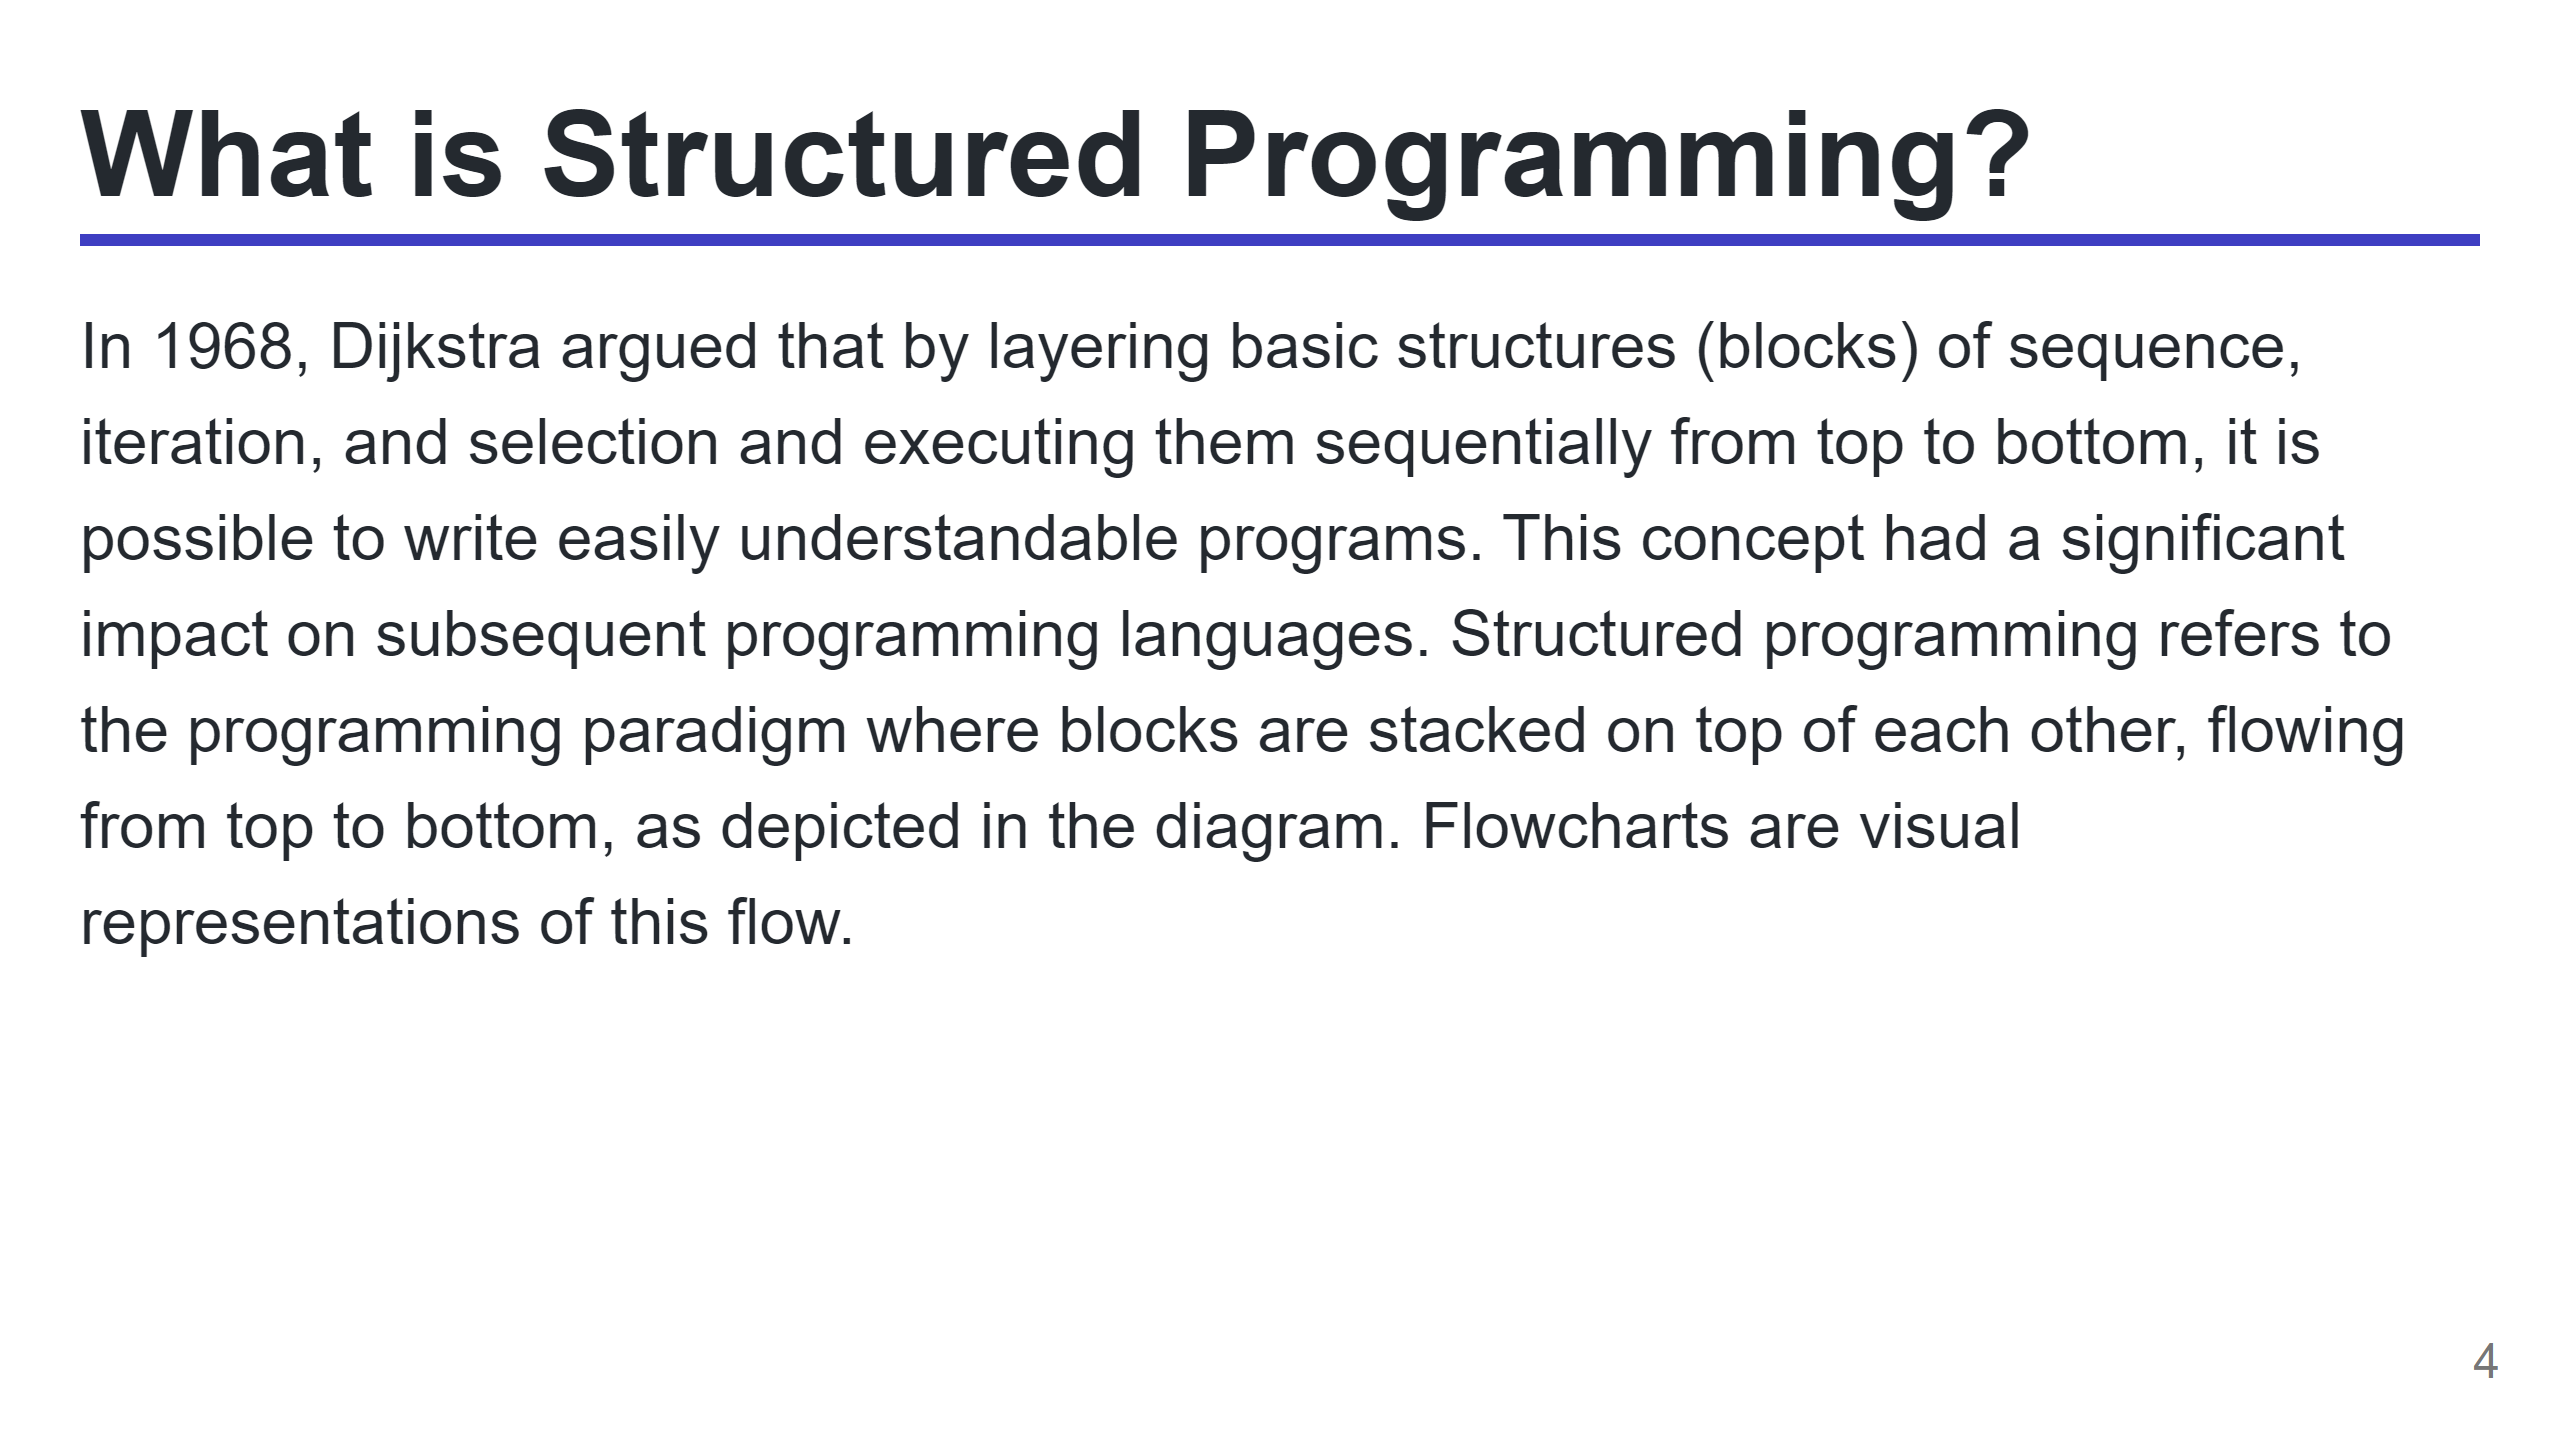 What is Structured Programming?
In 1968, Dijkstra argued that by layering basic structures (blocks) of sequence,
iteration, and selection and executing them sequentially from top to bottom, it is
possible to write easily understandable programs. This concept had a significant
impact on subsequent programming languages. Structured programming refers to
the programming paradigm where blocks are stacked on top of each other, flowing
from top to bottom, as depicted in the diagram. Flowcharts are visual
representations of this flow.
4